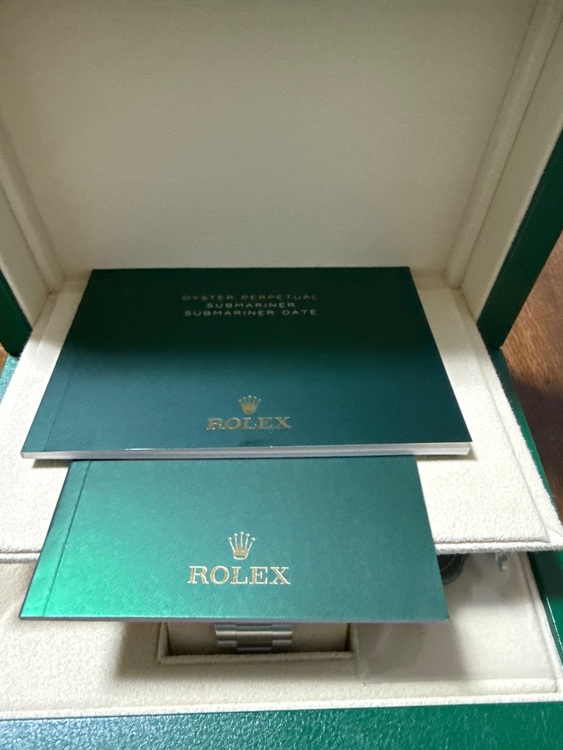 OYSTER PERPETUAL
SUBMARINER
SUBMARINER DATE
ROLEX
ROLEX